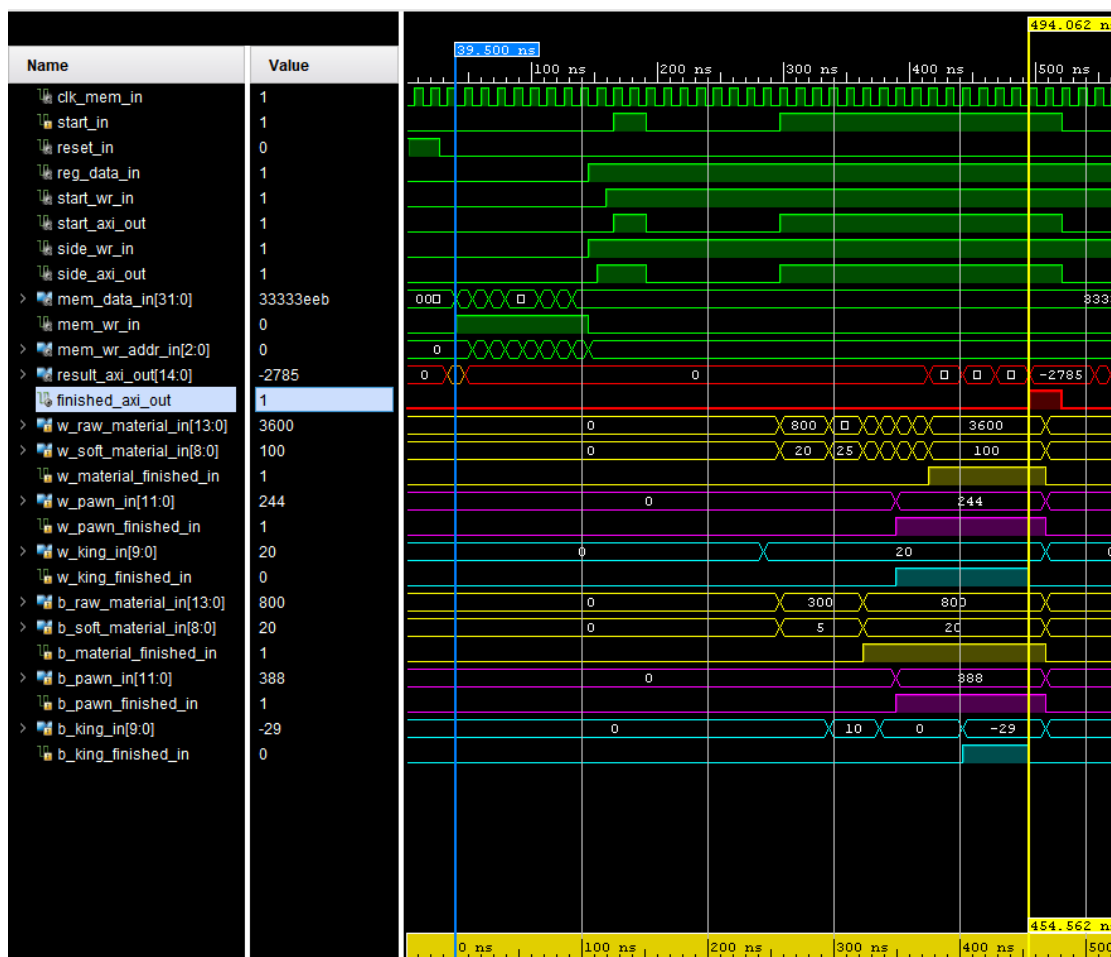 494.062 n
39.500 ns
Name Value
100 ns 200 ns 300 ns 400 ns 500 ns
clk_mem_in 1
start_in 1
reset_in 0
reg_data_in 1
start_wr_in 1
start_axi_out 1
side_wr_in 1
side_axi_out 1
mem_data_in[31:0] 33333eeb 00 333
mem_wr_in 0
mem_wr_addr_in[2:0] 0 0
result_axi_out[14:0] -2785 0 0 -2785
finished_axi_out 1
w_raw_material_in[13:0] 3600 0 800 3600
w_soft_material_in[8:0] 100 0 20 25 100
w_material_finished_in 1
w_pawn_in[11:0] 244 0 244
w_pawn_finished_in 1
w_king_in[9:0] 20 0 20
w_king_finished_in 0
b_raw_material_in[13:0] 800 0 300 800
b_soft_material_in[8:0] 20 0 5 20
b_material_finished_in 1
b_pawn_in[11:0] 388 0 388
b_pawn_finished_in 1
b_king_in[9:0] -29 0 10 0 -29
b_king_finished_in 0
454.562 n
0 ns 100 ns 200 ns 300 ns 400 ns 500